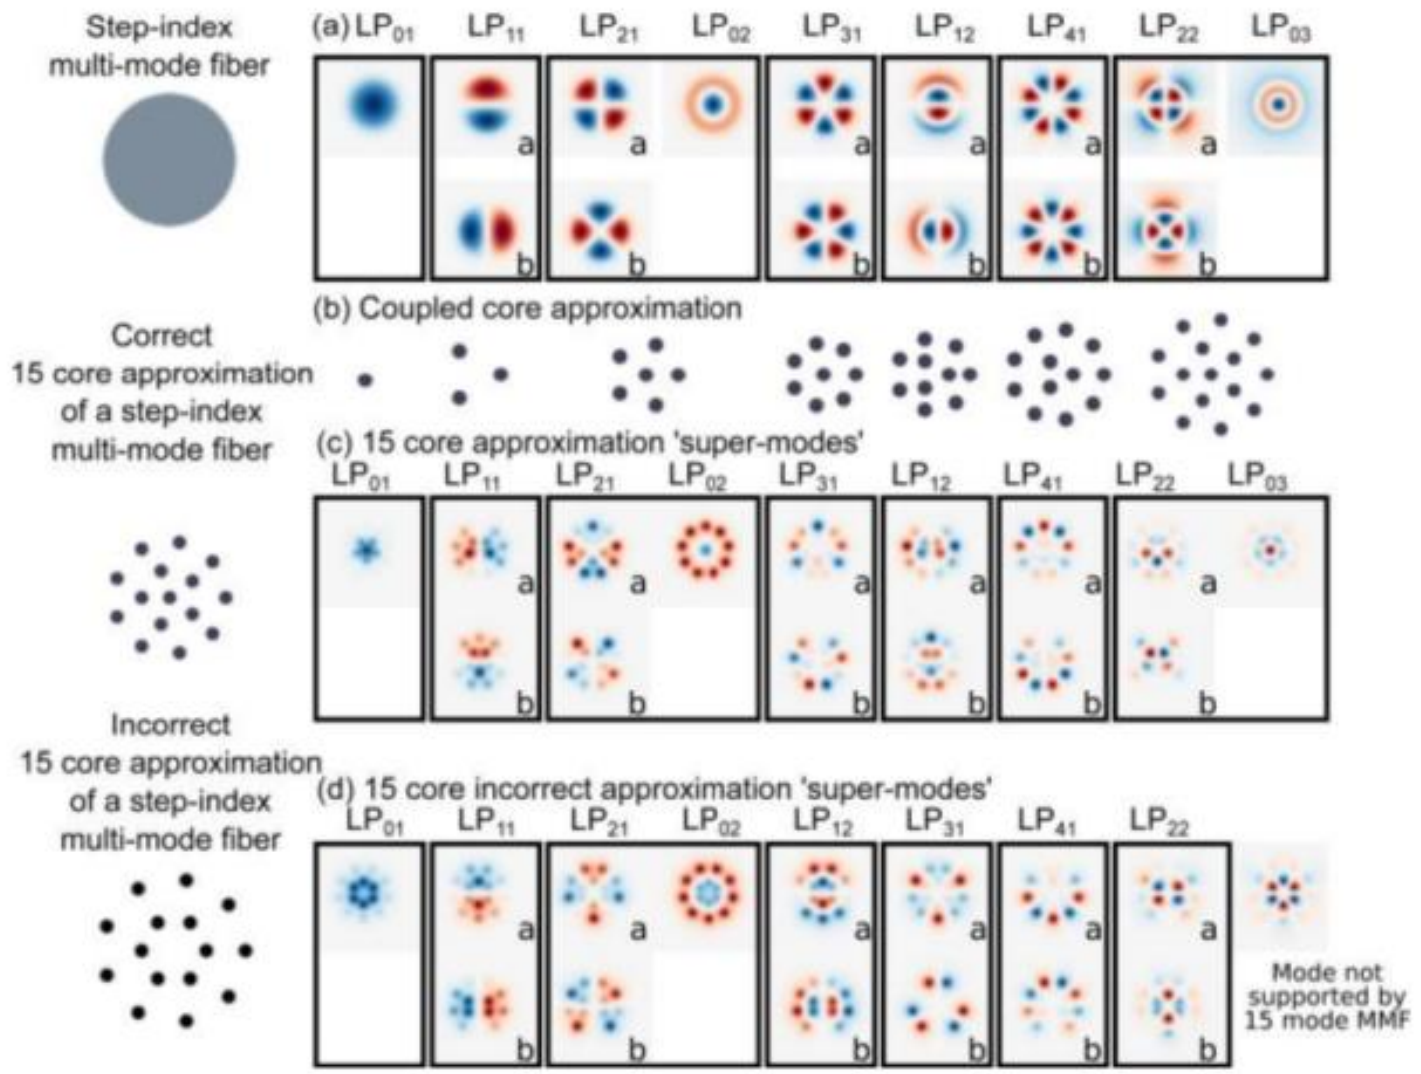 Step-index
multi-mode fiber
(a) LP01 LP11 LP21 LP02 LP31 LP12 LP41 LP22 LP03
a a a a a a
b b b b b b
(b) Coupled core approximation
Correct
15 core approximation
of a step-index
multi-mode fiber
(c) 15 core approximation 'super-modes'
LP01 LP11 LP21 LP02 LP31 LP12 LP41 LP22 LP03
a a a a a a
b b b b b b
Incorrect
15 core approximation
of a step-index
multi-mode fiber
(d) 15 core incorrect approximation 'super-modes'
LP01 LP11 LP21 LP02 LP12 LP31 LP41 LP22
a a a a a a
b b b b b b
Mode not
supported by
15 mode MMF